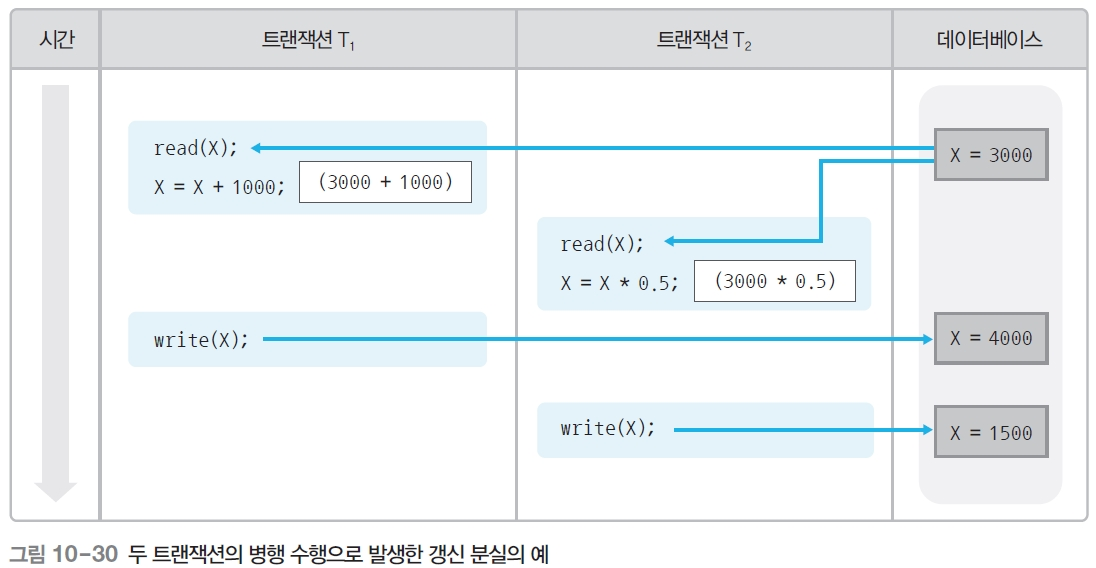 시간 트랜잭션 T₁ 트랜잭션 T₂ 데이터베이스
read(X);
X = 3000
X = X + 1000; (3000 + 1000)
read(X);
X = X * 0.5; (3000 * 0.5)
write(X);
X = 4000
write(X);
X = 1500
그림 10-30 두 트랜잭션의 병행 수행으로 발생한 갱신 분실의 예